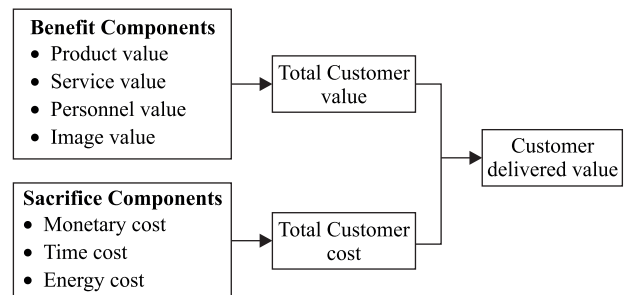 Benefit Components
• Product value
• Service value
• Personnel value
• Image value
Total Customer
value
Customer
delivered value
Sacrifice Components
• Monetary cost
• Time cost
• Energy cost
Total Customer
cost